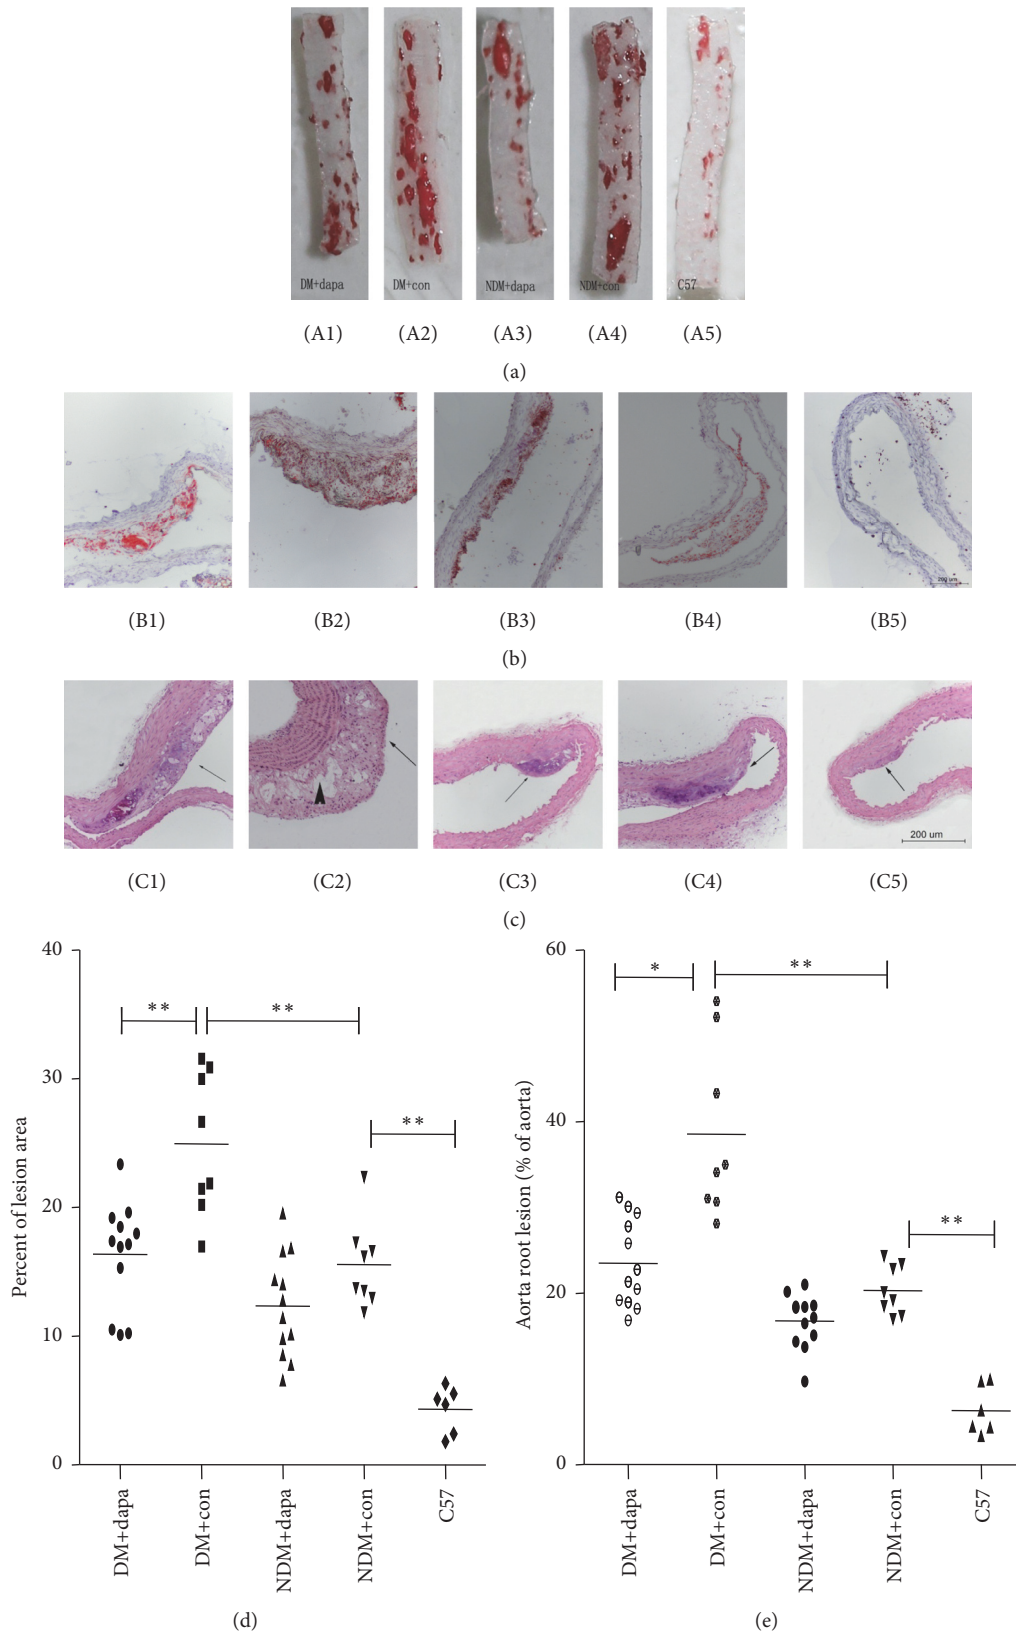 DM+dapa DM+con NDM+dapa NDM+con C57
(A1) (A2) (A3) (A4) (A5)
(a)
200 um
(B1) (B2) (B3) (B4) (B5)
(b)
200 um
(C1) (C2) (C3) (C4) (C5)
(c)
Percent of lesion area
40
30
20
10
0
** ** **
DM+dapa
DM+con
NDM+dapa
NDM+con
C57
(d)
Aorta root lesion (% of aorta)
60
40
20
0
* ** **
DM+dapa
DM+con
NDM+dapa
NDM+con
C57
(e)